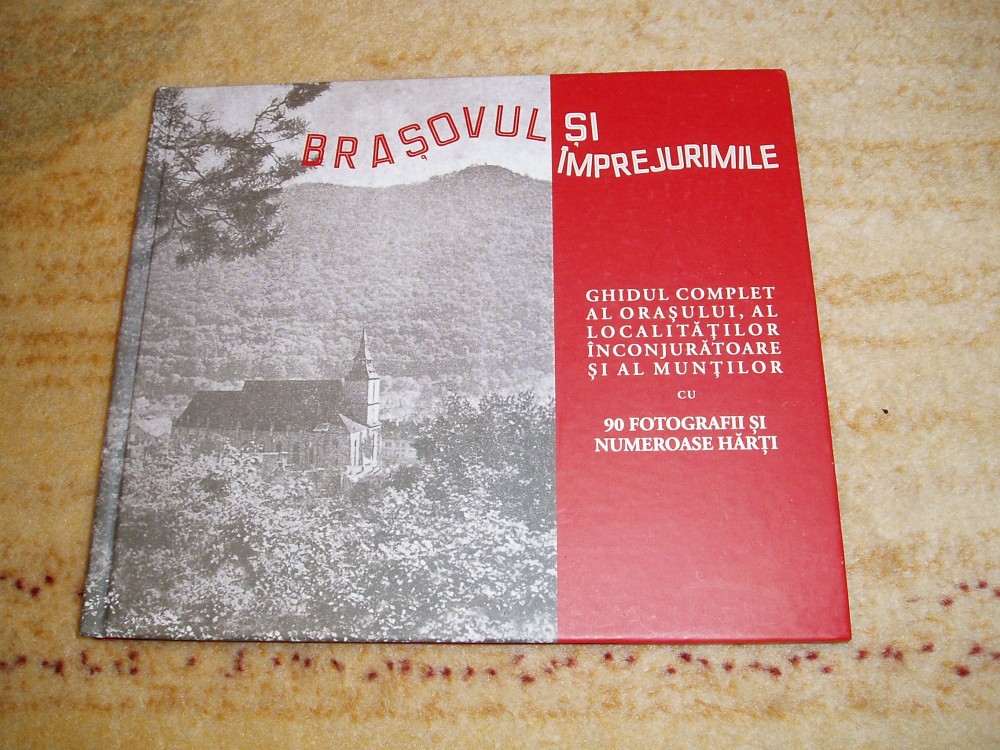 BRAȘOVUL ȘI
ÎMPREJURIMILE
GHIDUL COMPLET
AL ORAȘULUI, AL
LOCALITĂȚILOR
ÎNCONJURĂTOARE
ȘI AL MUNȚILOR
CU
90 FOTOGRAFII ȘI
NUMEROASE HĂRȚI